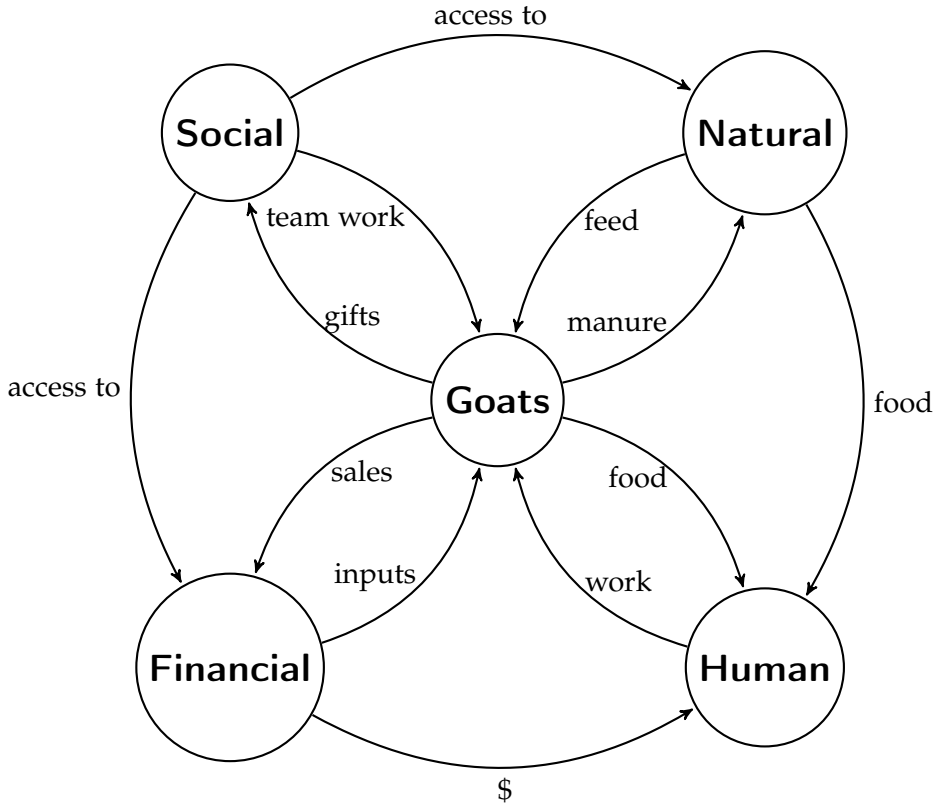 access to
Social
Natural
team work
feed
gifts
manure
access to
Goats
food
sales
food
inputs
work
Financial
Human
$